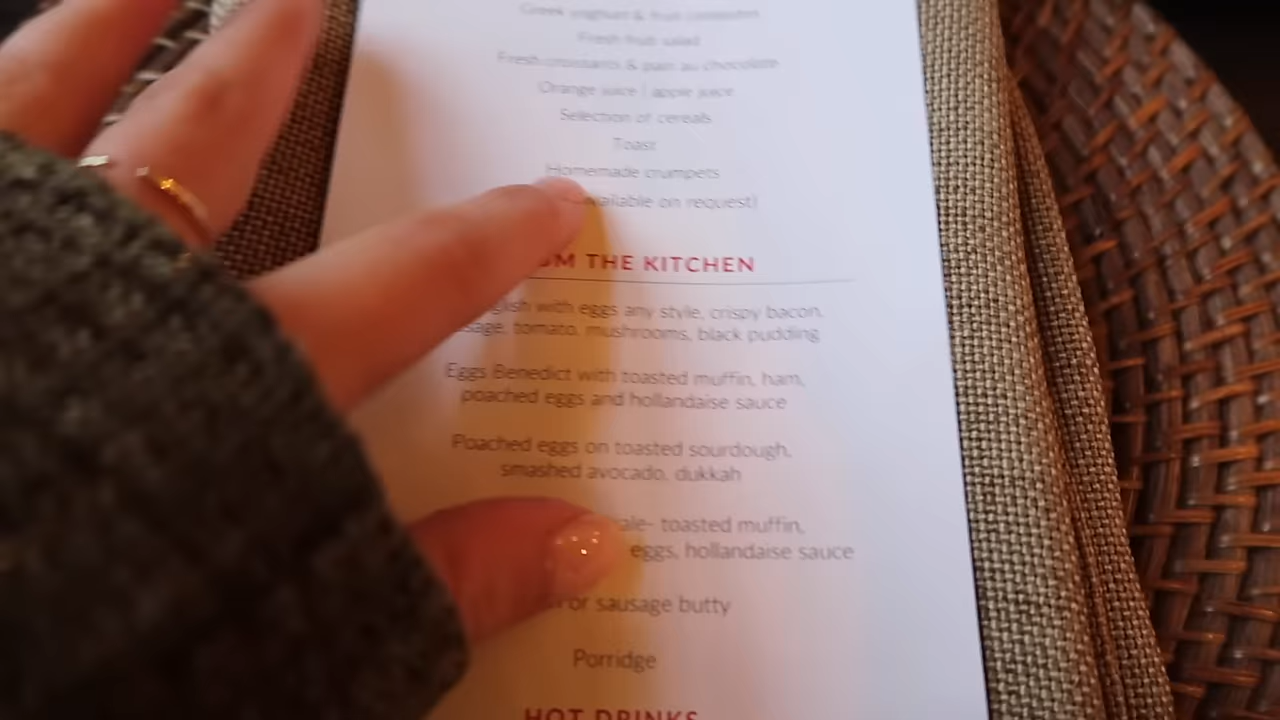 Greek yoghurt & fruit compotes
Fresh fruit salad
Fresh croissants & pain au chocolate
Orange juice | apple juice
Selection of cereals
Toast
Homemade crumpets
available on request)
THE KITCHEN
with eggs any style, crispy bacon,
tomato, mushrooms, black pudding
Eggs Benedict with toasted muffin, ham,
poached eggs and hollandaise sauce
Poached eggs on toasted sourdough,
smashed avocado, dukkah
toasted muffin,
eggs, hollandaise sauce
or sausage butty
Porridge
HOT DRINKS